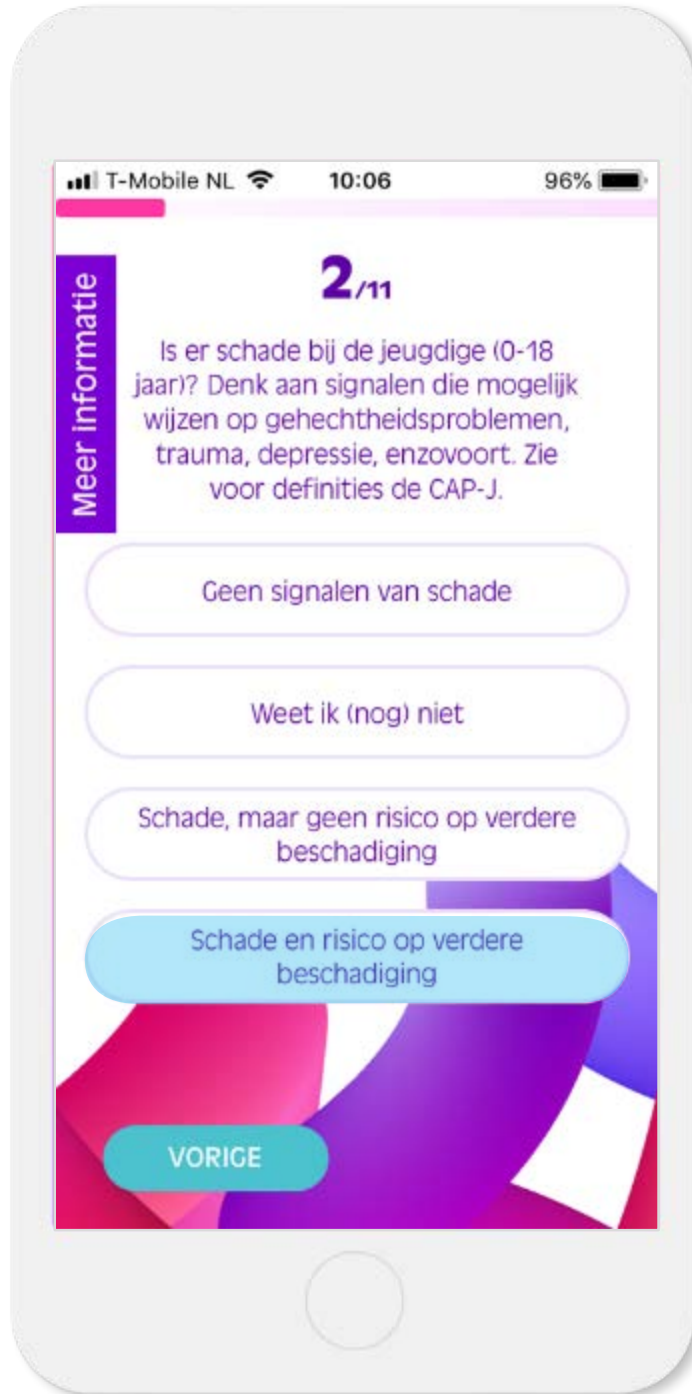 T-Mobile NL 10:06 96%
2/11
Meer informatie
Is er schade bij de jeugdige (0-18
jaar)? Denk aan signalen die mogelijk
wijzen op gehechtheidsproblemen,
trauma, depressie, enzovoort. Zie
voor definities de CAP-J.
Geen signalen van schade
Weet ik (nog) niet
Schade, maar geen risico op verdere
beschadiging
Schade en risico op verdere
beschadiging
VORIGE